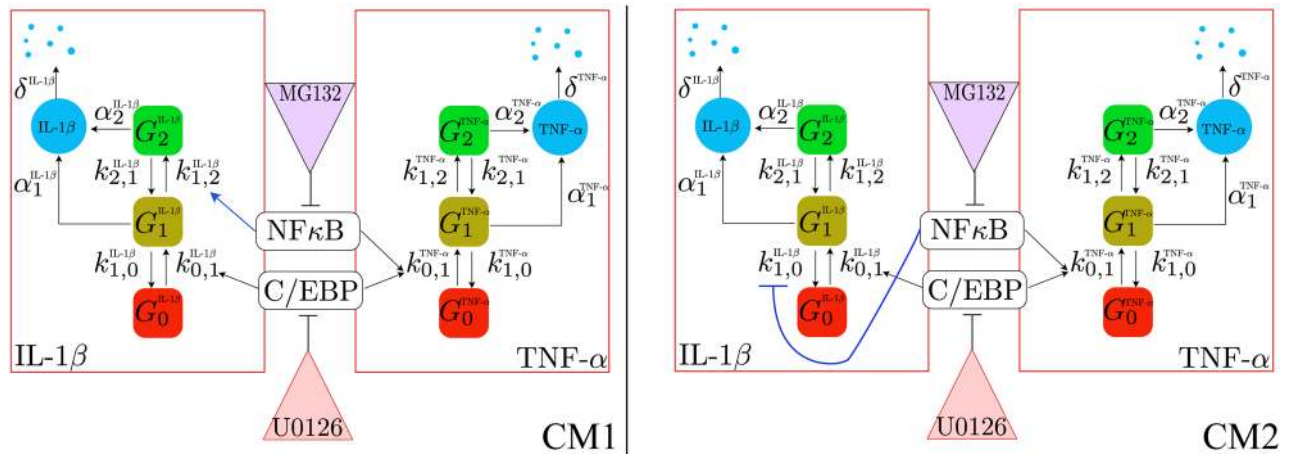 δ^IL-1β
IL-1β
α_2^IL-1β
G_2^IL-1β
k_2,1^IL-1β
k_1,2^IL-1β
α_1^IL-1β
G_1^IL-1β
k_1,0^IL-1β
k_0,1^IL-1β
G_0^IL-1β
IL-1β
MG132
NFκB
C/EBP
U0126
δ^TNF-α
G_2^TNF-α
α_2^TNF-α
TNF-α
k_1,2^TNF-α
k_2,1^TNF-α
G_1^TNF-α
α_1^TNF-α
k_0,1^TNF-α
k_1,0^TNF-α
G_0^TNF-α
TNF-α
CM1
δ^IL-1β
IL-1β
α_2^IL-1β
G_2^IL-1β
k_2,1^IL-1β
k_1,2^IL-1β
α_1^IL-1β
G_1^IL-1β
k_1,0^IL-1β
k_0,1^IL-1β
G_0^IL-1β
IL-1β
MG132
NFκB
C/EBP
U0126
δ^TNF-α
G_2^TNF-α
α_2^TNF-α
TNF-α
k_1,2^TNF-α
k_2,1^TNF-α
G_1^TNF-α
α_1^TNF-α
k_0,1^TNF-α
k_1,0^TNF-α
G_0^TNF-α
TNF-α
CM2